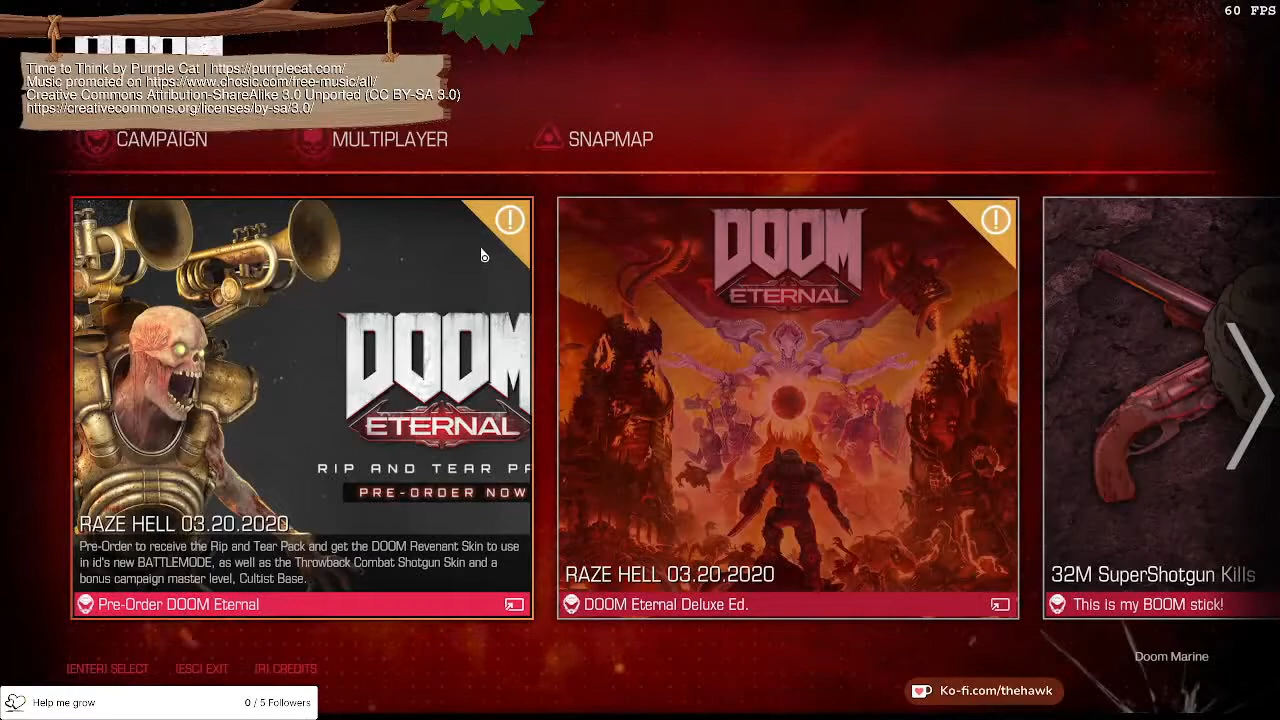 60 FPS
DOOM
Time to Think by Purrple Cat | https://purrplecat.com/
Music promoted on https://www.chosic.com/free-music/all/
Creative Commons Attribution-ShareAlike 3.0 Unported (CC BY-SA 3.0)
https://creativecommons.org/licenses/by-sa/3.0/
CAMPAIGN
MULTIPLAYER
SNAPMAP
DOOM
ETERNAL
RIP AND TEAR PA
PRE-ORDER NOW
RAZE HELL 03.20.2020
Pre-Order to receive the Rip and Tear Pack and get the DOOM Revenant Skin to use
in id's new BATTLEMODE, as well as the Throwback Combat Shotgun Skin and a
bonus campaign master level, Cultist Base.
Pre-Order DOOM Eternal
DOOM
ETERNAL
RAZE HELL 03.20.2020
DOOM Eternal Deluxe Ed.
32M SuperShotgun Kills
This is my BOOM stick!
[ENTER] SELECT
[ESC] EXIT
[R] CREDITS
Doom Marine
Help me grow
0 / 5 Followers
Ko-fi.com/thehawk